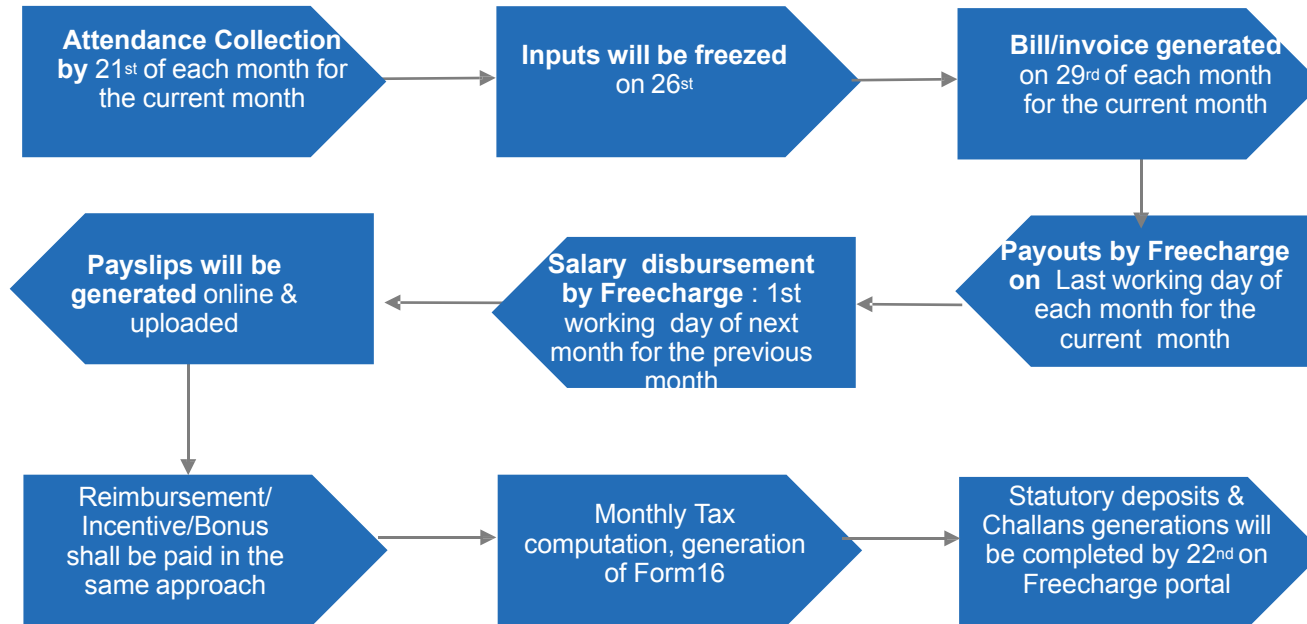 Attendance Collection
by 21st of each month for
the current month
Inputs will be freezed
on 26st
Bill/invoice generated
on 29rd of each month
for the current month
Payouts by Freecharge
on Last working day of
each month for the
current month
Salary disbursement
by Freecharge : 1st
working day of next
month for the previous
month
Payslips will be
generated online &
uploaded
Reimbursement/
Incentive/Bonus
shall be paid in the
same approach
Monthly Tax
computation, generation
of Form16
Statutory deposits &
Challans generations will
be completed by 22nd on
Freecharge portal